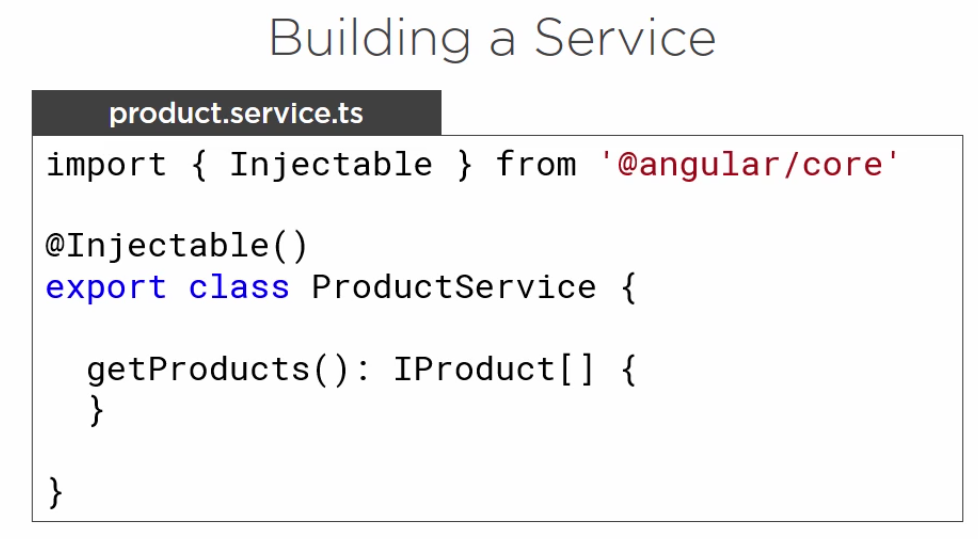 Building a Service
product.service.ts
import { Injectable } from '@angular/core'
@Injectable()
export class ProductService {
getProducts(): IProduct[] {
}
}